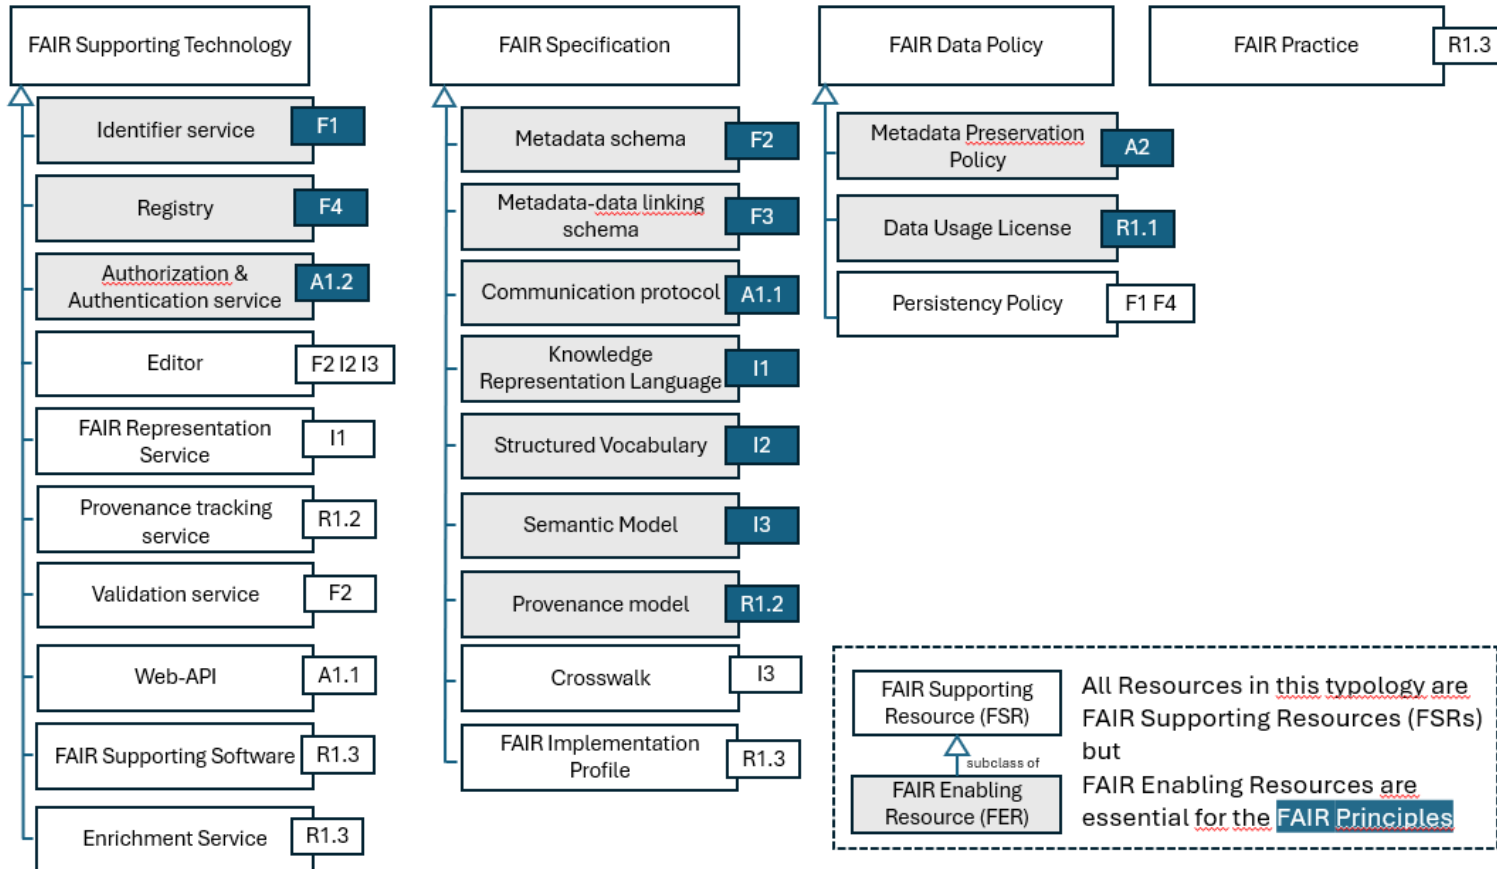 FAIR Supporting Technology
Identifier service
F1
Registry
F4
Authorization &
Authentication service
A1.2
Editor
F2 I2 I3
FAIR Representation
Service
I1
Provenance tracking
service
R1.2
Validation service
F2
Web-API
A1.1
FAIR Supporting Software
R1.3
Enrichment Service
R1.3
FAIR Specification
Metadata schema
F2
Metadata-data linking
schema
F3
Communication protocol
A1.1
Knowledge
Representation Language
I1
Structured Vocabulary
I2
Semantic Model
I3
Provenance model
R1.2
Crosswalk
I3
FAIR Implementation
Profile
R1.3
FAIR Data Policy
Metadata Preservation
Policy
A2
Data Usage License
R1.1
Persistency Policy
F1 F4
FAIR Practice
R1.3
FAIR Supporting
Resource (FSR)
subclass of
FAIR Enabling
Resource (FER)
All Resources in this typology are
FAIR Supporting Resources (FSRs)
but
FAIR Enabling Resources are
essential for the FAIR Principles